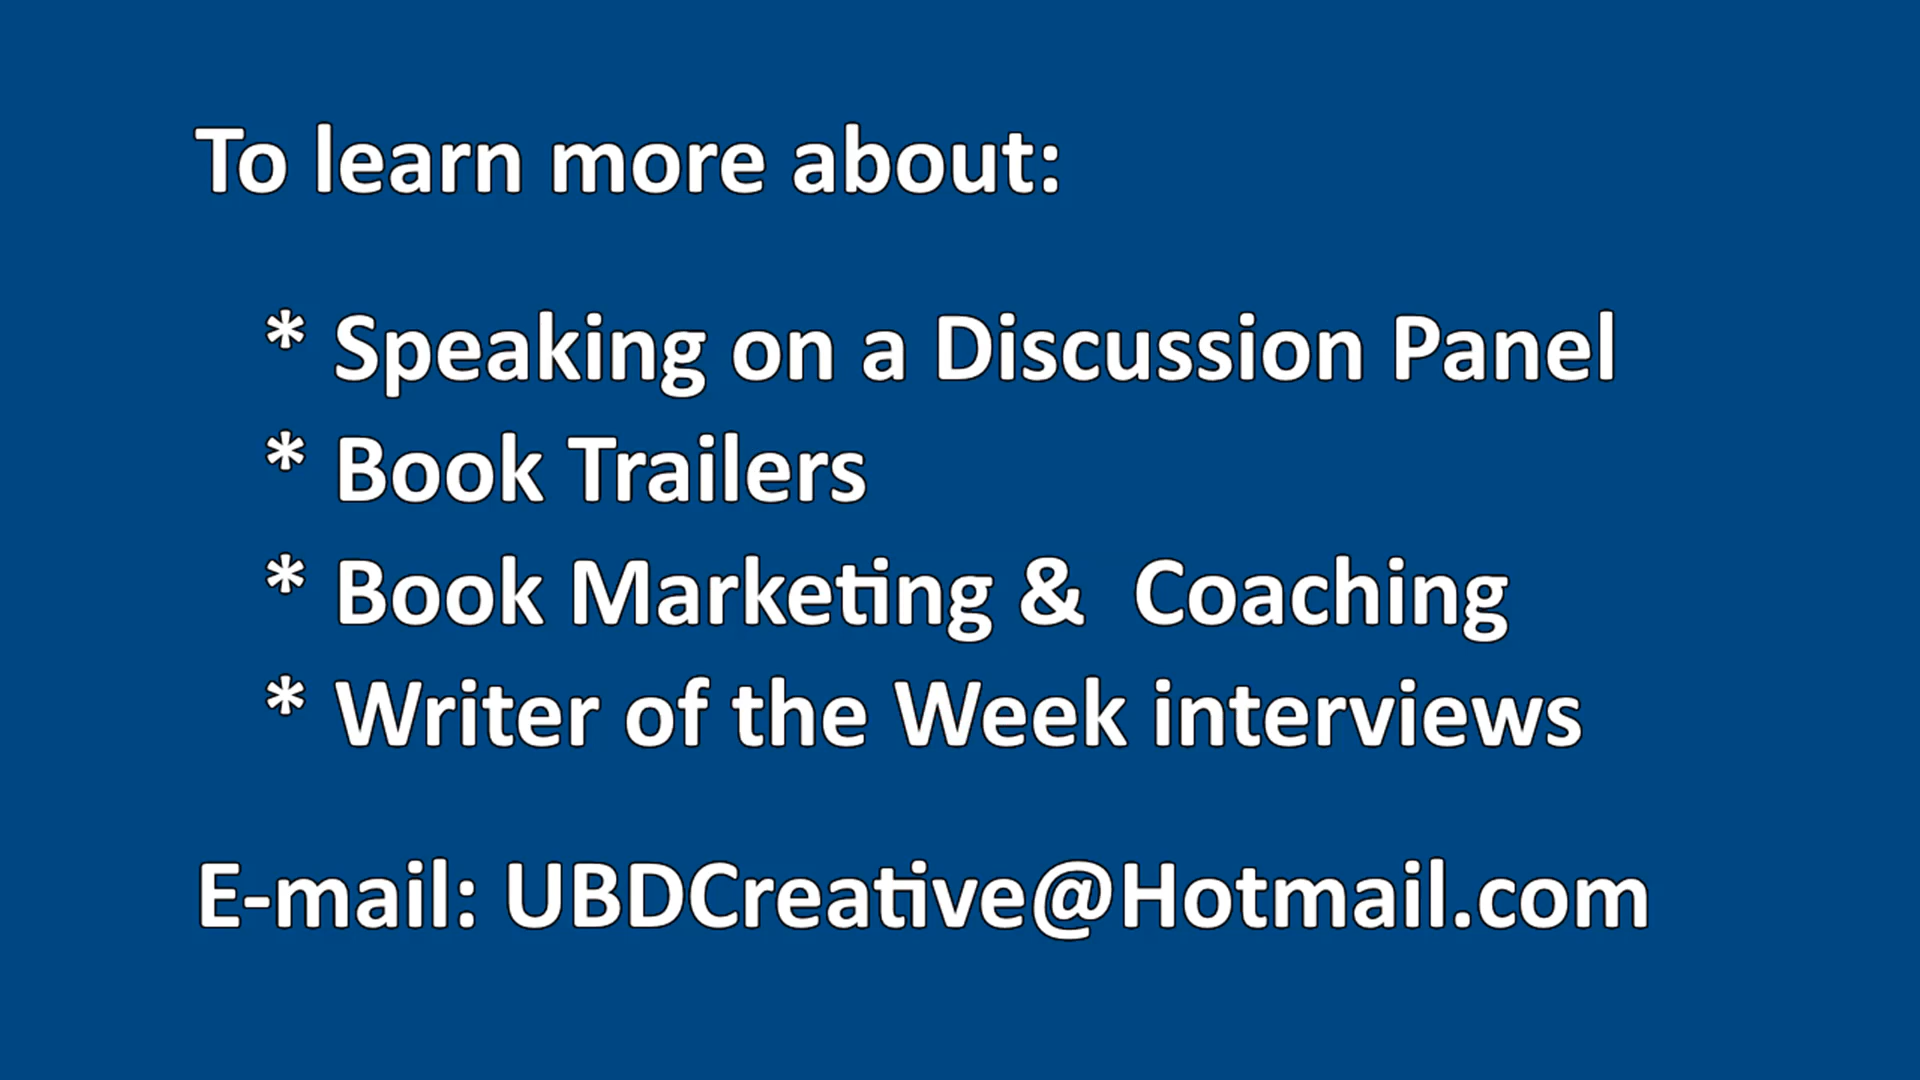 To learn more about:
* Speaking on a Discussion Panel
* Book Trailers
* Book Marketing &  Coaching
* Writer of the Week interviews
E-mail: UBDCreative@Hotmail.com